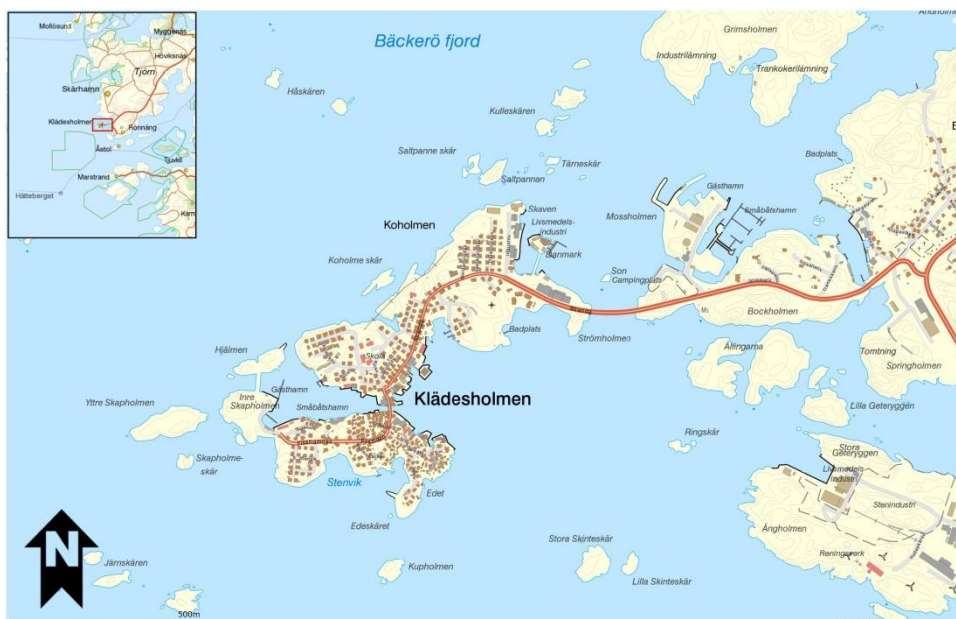 Mollösund
Myggenäs
Höviksnäs
Tjörn
Skärhamn
Klädesholmen
Rönnäng
Åstol
Tjuvkil
Marstrand
Hätteberget
Bäckerö fjord
Håskären
Grimsholmen
Industrilämning
Trankokerilämning
Kulleskären
Saltpanne skär
Saltpannan
Tärneskär
Badplats
Gästhamn
Småbåtshamn
Mossholmen
Skaven
Livsmedels-
industri
Danmark
Koholmen
Koholme skär
Son
Campingplats
Bockholmen
Badplats
Strömholmen
Ällingarna
Tomtning
Springholmen
Skola
Hjälmen
Gästhamn
Inre
Skapholmen
Småbåtshamn
Klädesholmen
Yttre Skapholmen
Lilla Geteryggen
Ringskär
Skapholme-
skär
Stenvik
Edet
Edeskäret
Stora
Geteryggen
Livsmedels
industri
Stenindustri
Ängholmen
Reningsverk
N
Järnskären
Kupholmen
Stora Skinteskär
Lilla Skinteskär
500m